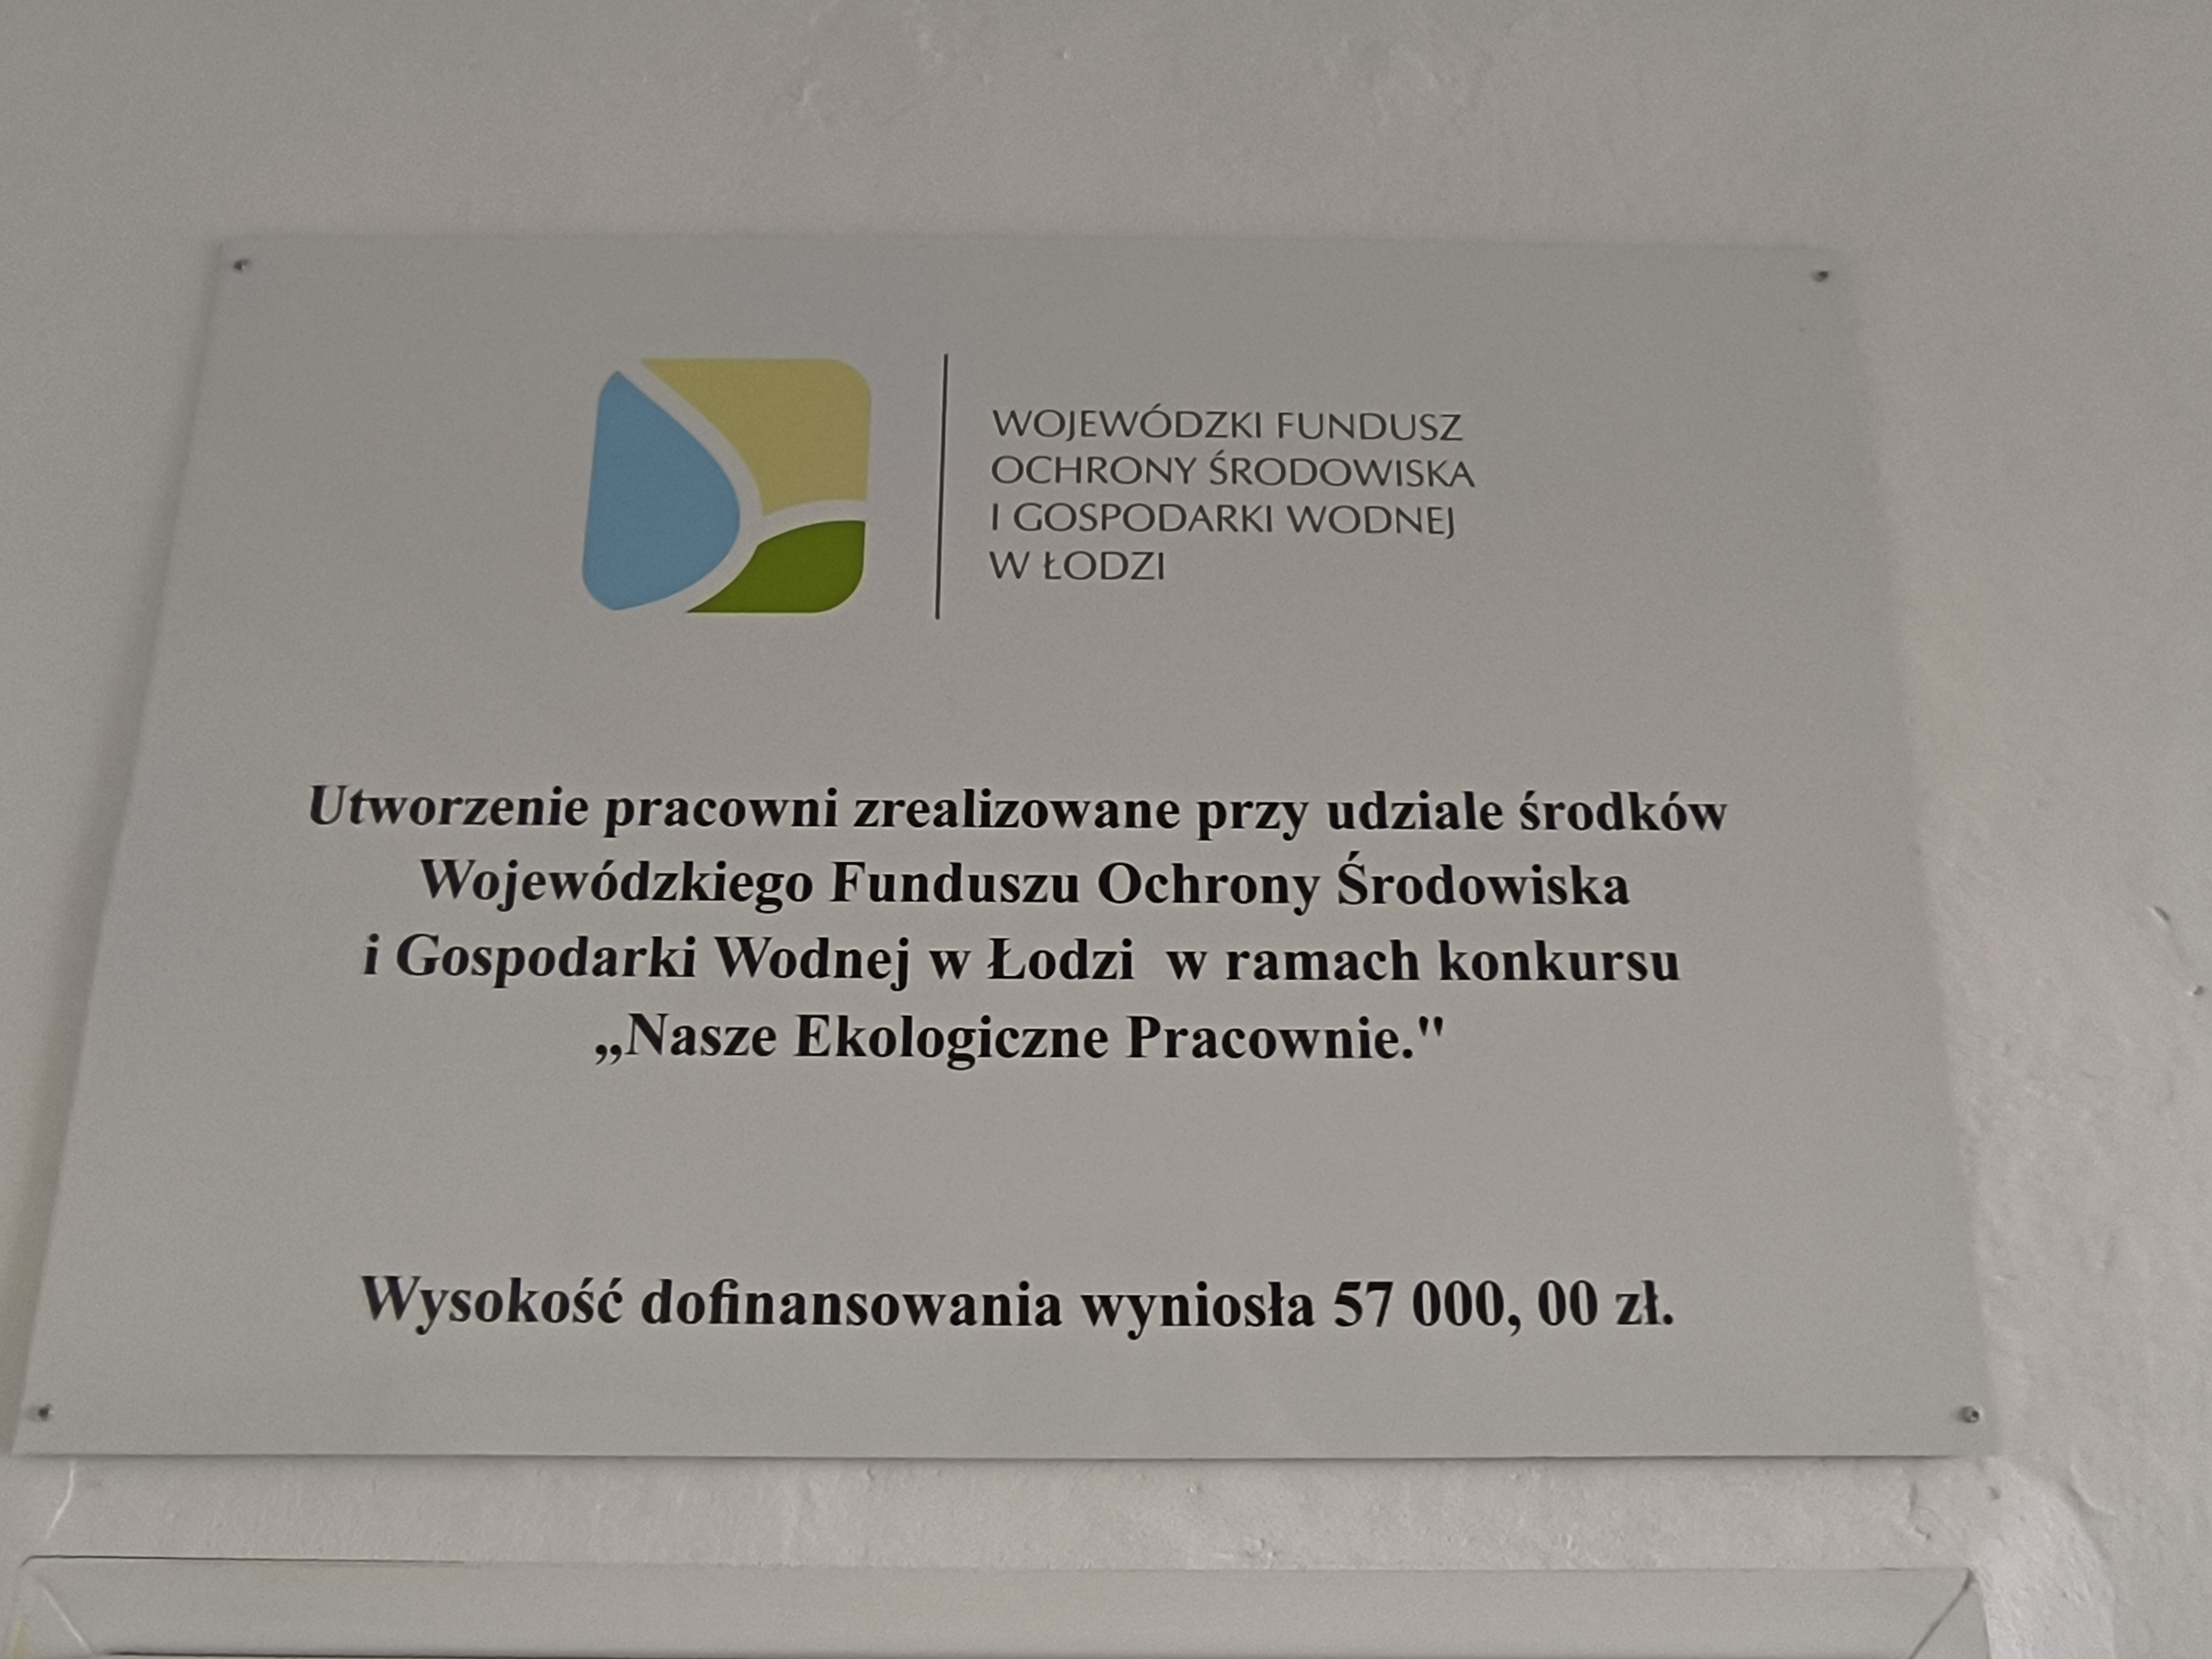 WOJEWÓDZKI FUNDUSZ
OCHRONY ŚRODOWISKA
I GOSPODARKI WODNEJ
W ŁODZI
Utworzenie pracowni zrealizowane przy udziale środków
Wojewódzkiego Funduszu Ochrony Środowiska
i Gospodarki Wodnej w Łodzi  w ramach konkursu
„Nasze Ekologiczne Pracownie."
Wysokość dofinansowania wyniosła 57 000, 00 zł.